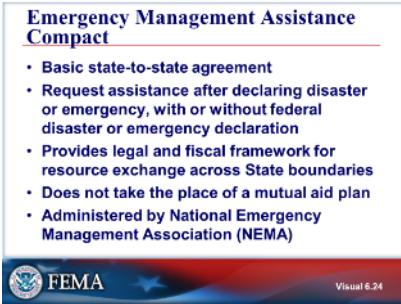 Emergency Management Assistance
Compact
• Basic state-to-state agreement
• Request assistance after declaring disaster
or emergency, with or without federal
disaster or emergency declaration
• Provides legal and fiscal framework for
resource exchange across State boundaries
• Does not take the place of a mutual aid plan
• Administered by National Emergency
Management Association (NEMA)
FEMA
Visual 6.24